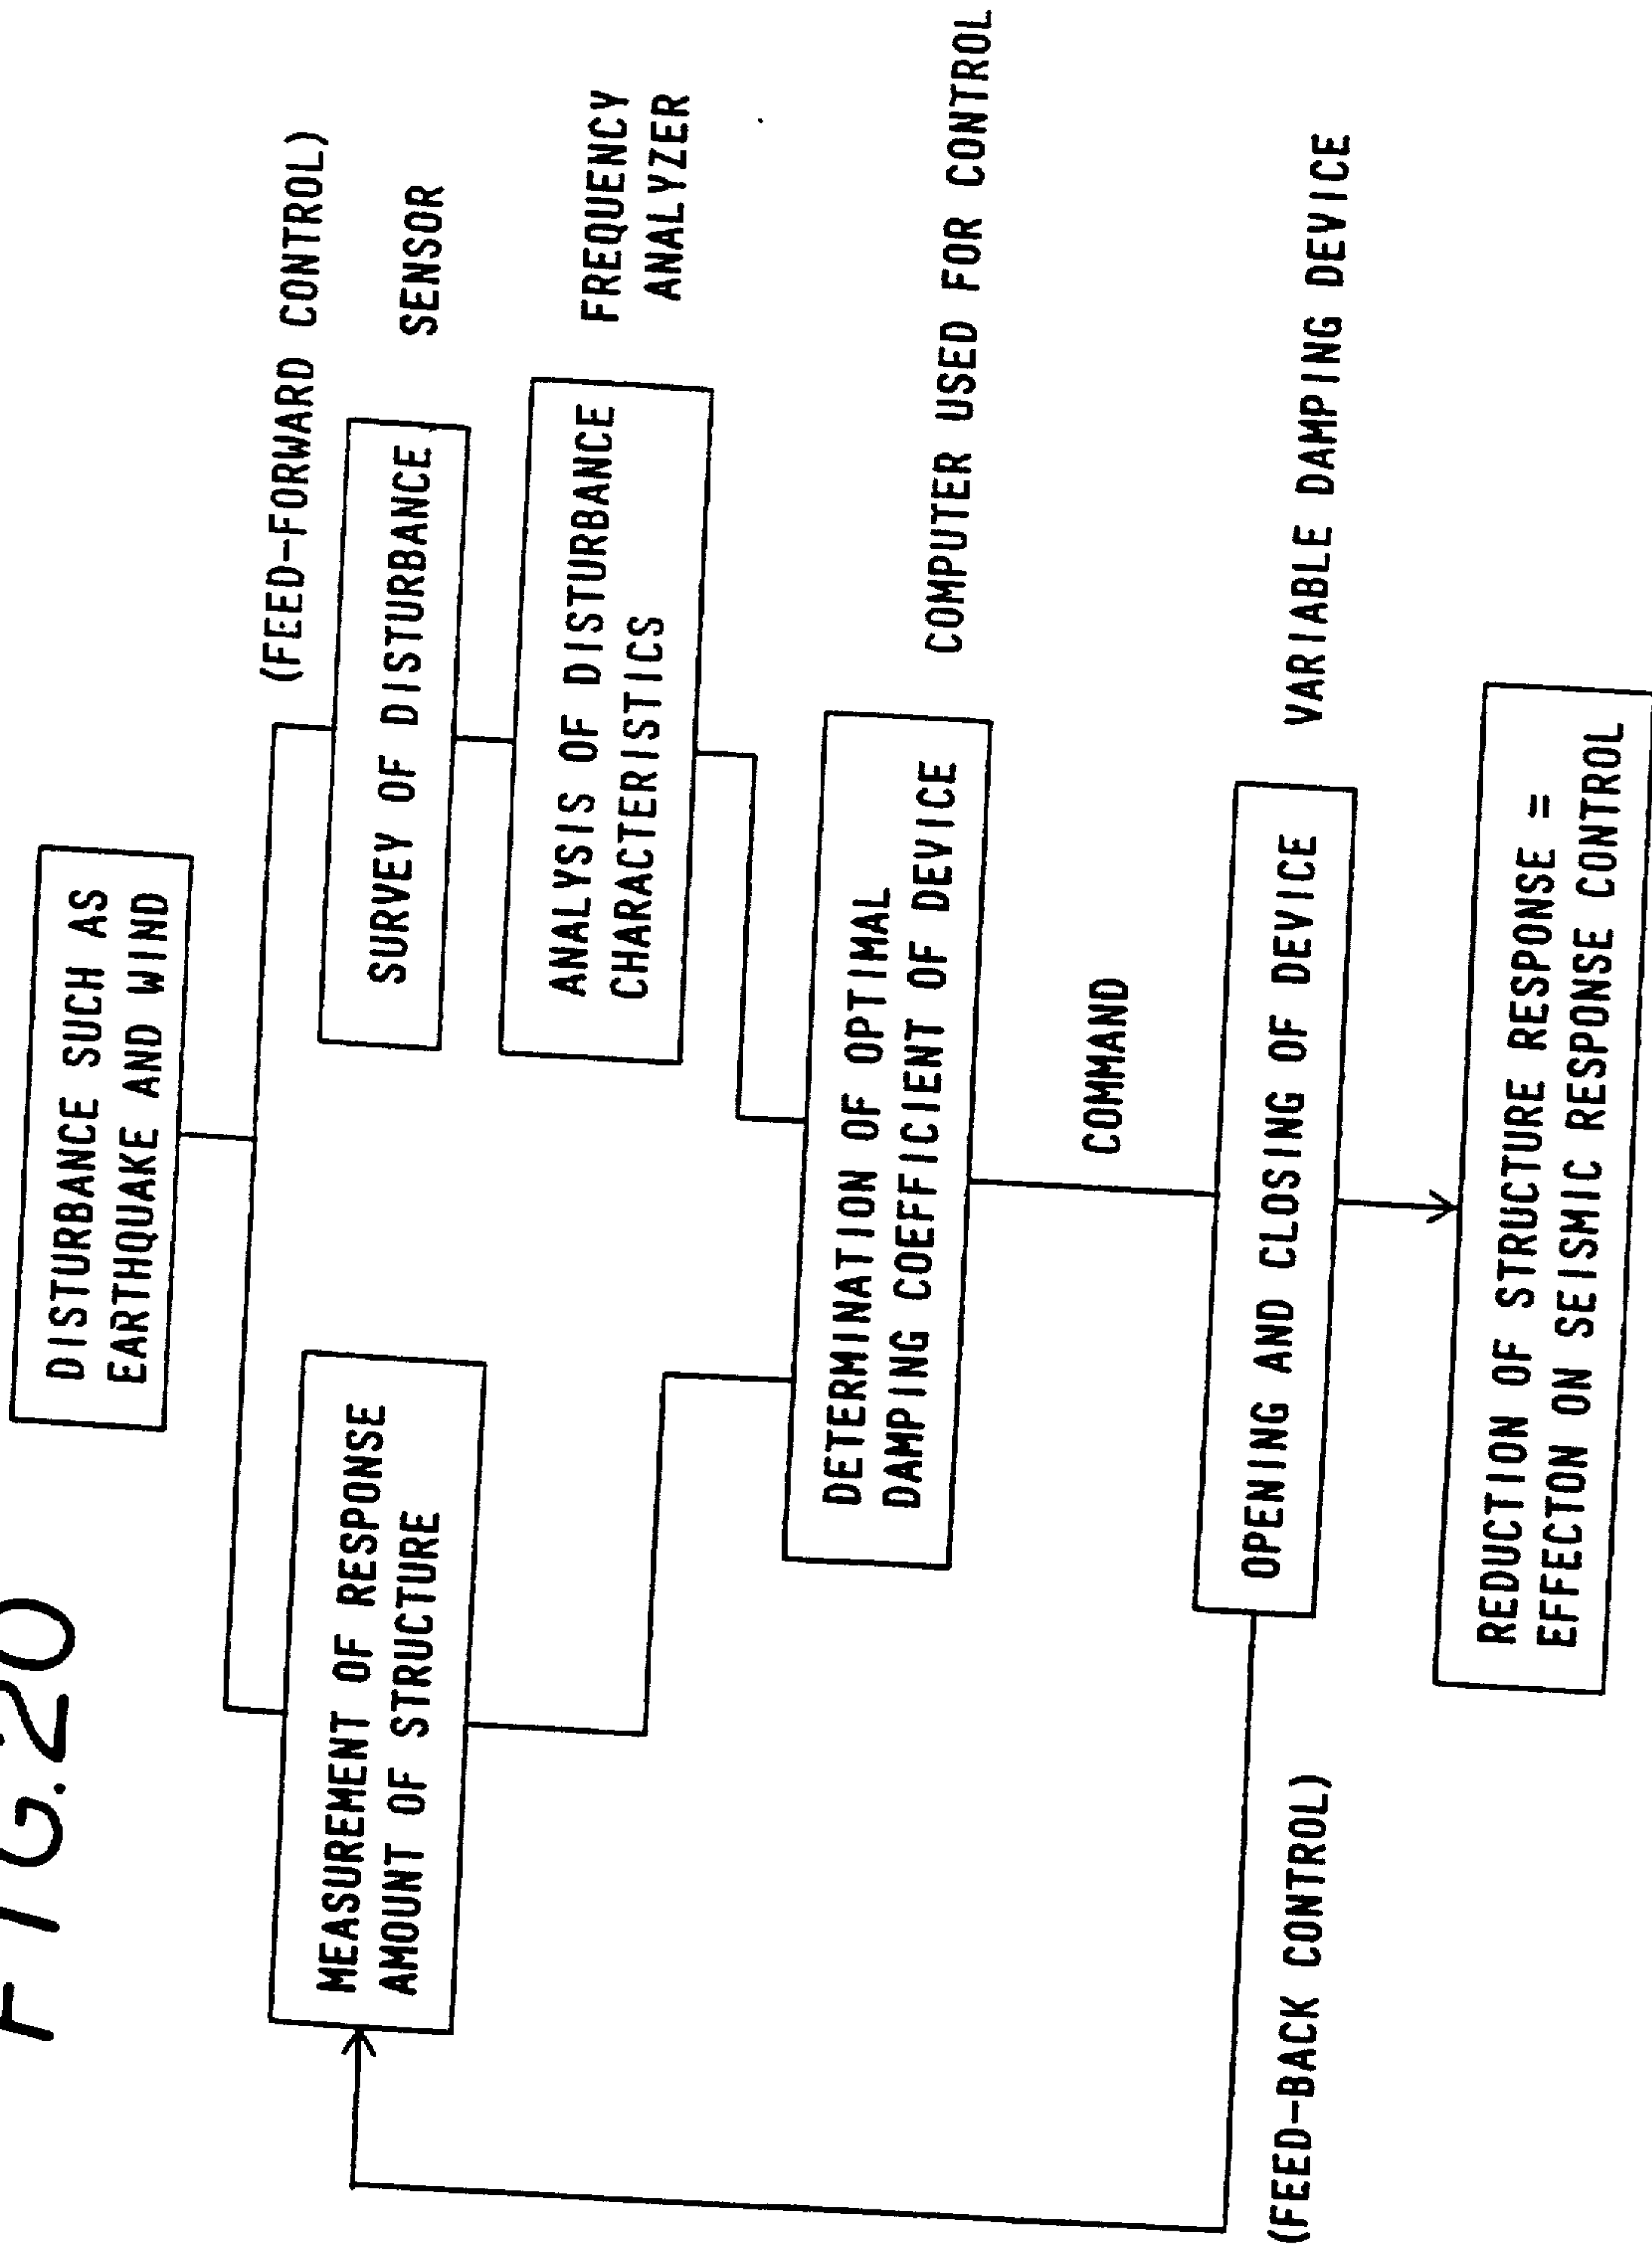 FIG.20
DISTURBANCE SUCH AS
EARTHQUAKE AND WIND
(FEED-FORWARD CONTROL)
MEASUREMENT OF RESPONSE
AMOUNT OF STRUCTURE
SURVEY OF DISTURBANCE
SENSOR
ANALYSIS OF DISTURBANCE
CHARACTERISTICS
FREQUENCY
ANALYZER
DETERMINATION OF OPTIMAL
DAMPING COEFFICIENT OF DEVICE
COMPUTER USED FOR CONTROL
COMMAND
OPENING AND CLOSING OF DEVICE
VARIABLE DAMPING DEVICE
(FEED-BACK CONTROL)
REDUCTION OF STRUCTURE RESPONSE =
EFFECTON SEISMIC RESPONSE CONTROL